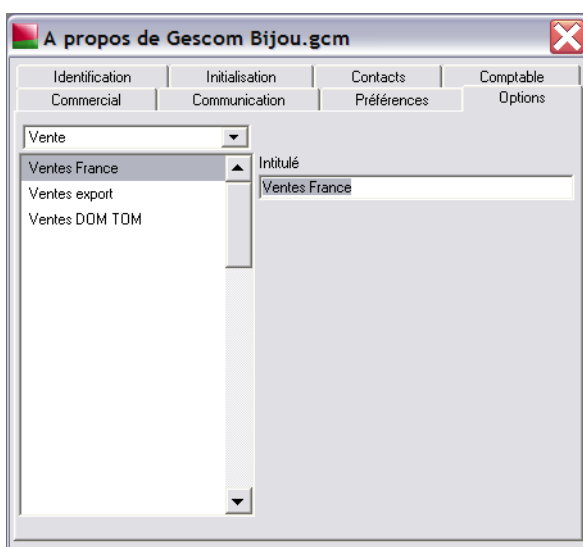 A propos de Gescom Bijou.gcm
Identification Initialisation Contacts Comptable
Commercial Communication Préférences Options
Vente
Intitulé
Ventes France
Ventes France
Ventes export
Ventes DOM TOM